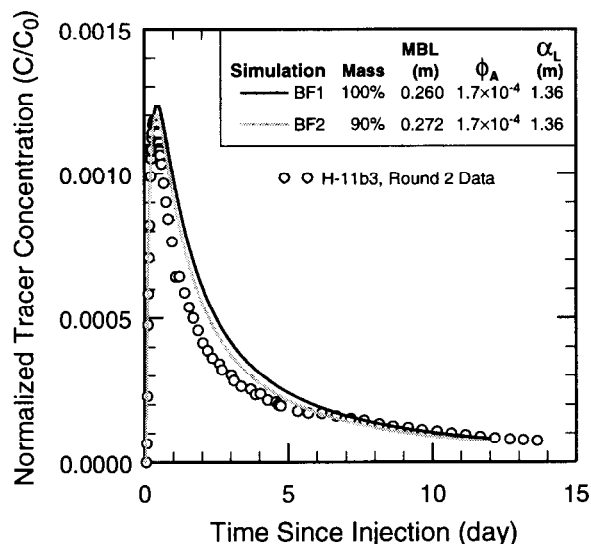 Normalized Tracer Concentration (C/C₀)
0.0015
0.0010
0.0005
0.0000
MBL ϕ_A α_L
Simulation Mass (m) (m)
BF1 100% 0.260 1.7×10⁻⁴ 1.36
BF2 90% 0.272 1.7×10⁻⁴ 1.36
H-11b3, Round 2 Data
0 5 10 15
Time Since Injection (day)